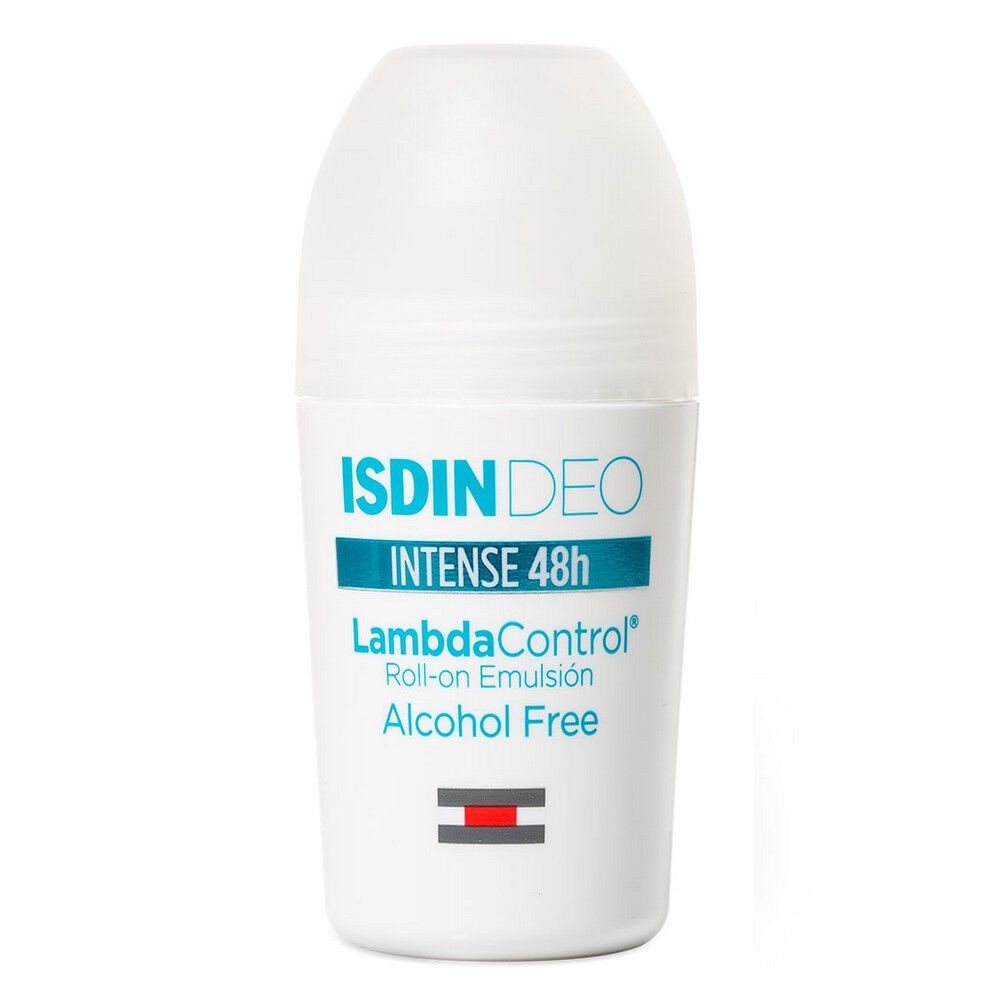 ISDIN DEO
INTENSE 48h
LambdaControl®
Roll-on Emulsión
Alcohol Free